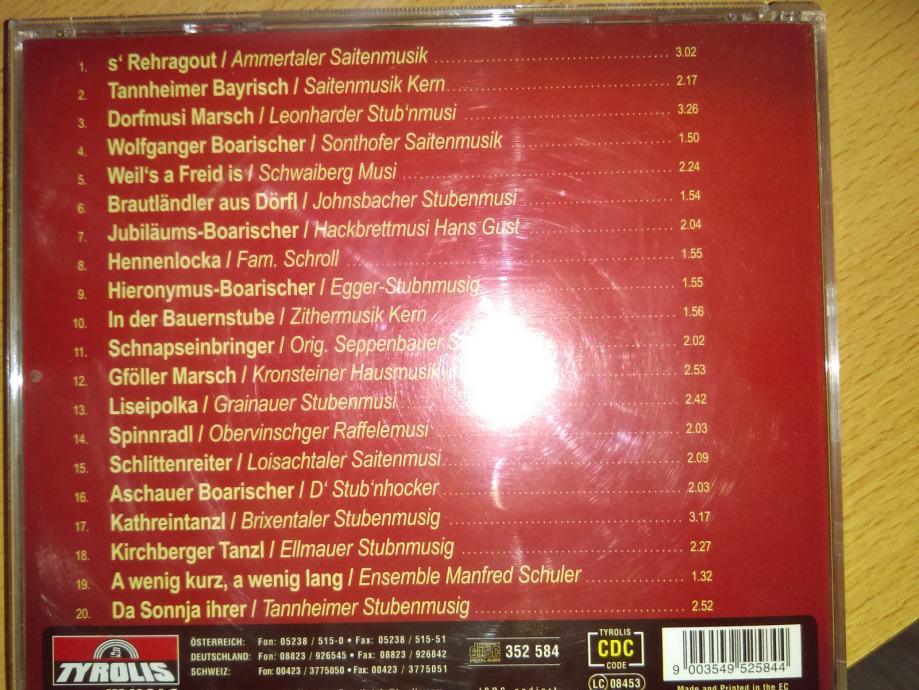 1. s' Rehragout / Ammertaler Saitenmusik 3.02
2. Tannheimer Bayrisch / Saitenmusik Kern 2.17
3. Dorfmusi Marsch / Leonharder Stub'nmusi 3.26
4. Wolfganger Boarischer / Sonthofer Saitenmusik 1.50
5. Weil's a Freid is / Schwaiberg Musi 2.24
6. Brautländler aus Dörfl / Johnsbacher Stubenmusi 1.54
7. Jubiläums-Boarischer / Hackbrettmusi Hans Gust 2.04
8. Hennenlocka / Fam. Schroll 1.55
9. Hieronymus-Boarischer / Egger-Stubnmusig 1.55
10. In der Bauernstube / Zithermusik Kern 1.56
11. Schnapseinbringer / Orig. Seppenbauer 2.02
12. Gföller Marsch / Kronsteiner Hausmusik 2.53
13. Liseipolka / Grainauer Stubenmusi 2.42
14. Spinnradl / Obervinschger Raffelemusi 2.03
15. Schlittenreiter / Loisachtaler Saitenmusi 2.09
16. Aschauer Boarischer / D' Stub'nhocker 2.03
17. Kathreintanzl / Brixentaler Stubenmusig 3.17
18. Kirchberger Tanzl / Ellmauer Stubnmusig 2.27
19. A wenig kurz, a wenig lang / Ensemble Manfred Schuler 1.32
20. Da Sonnja ihrer / Tannheimer Stubenmusig 2.52
TYROLIS
ÖSTERREICH: Fon: 05238 / 515-0 • Fax: 05238 / 515-51
DEUTSCHLAND: Fon: 08823 / 926545 • Fax: 08823 / 926842
SCHWEIZ: Fon: 00423 / 3775050 • Fax: 00423 / 3775051
COMPACT disc DIGITAL AUDIO
352 584
TYROLIS
CDC
CODE
LC 08453
9 003549 525844
Made and Printed in the EC